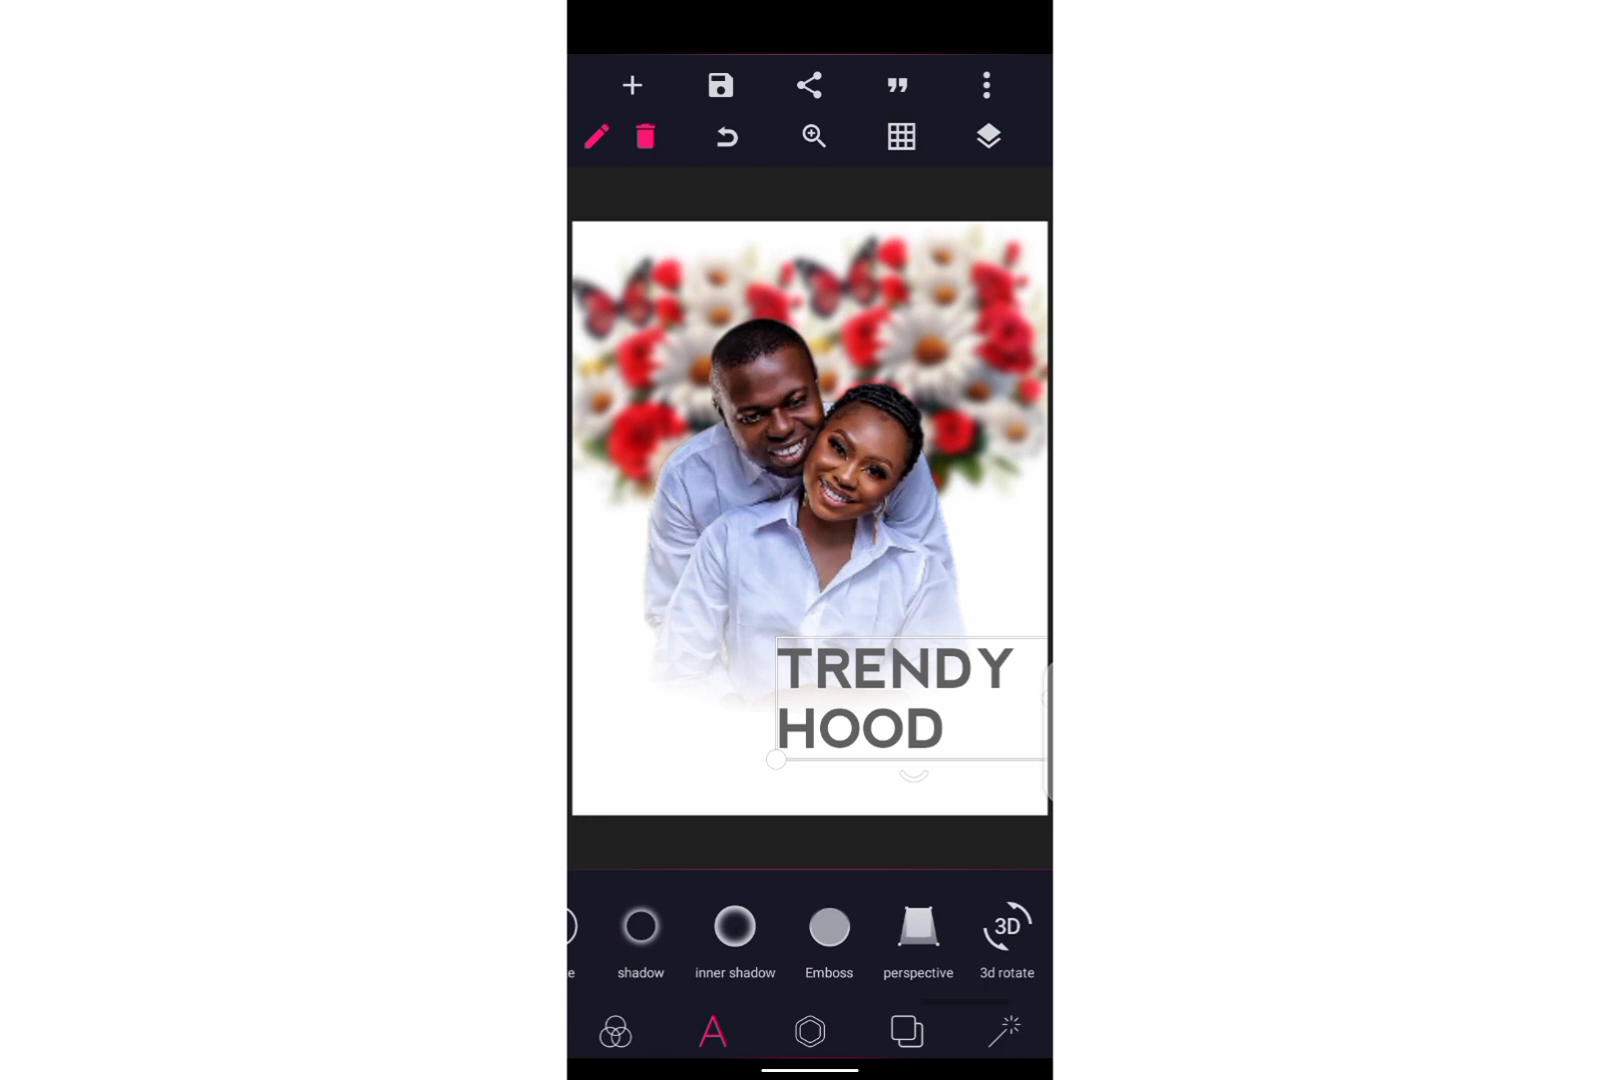 TRENDY
HOOD
3D
e
shadow
inner shadow
Emboss
perspective
3d rotate
A